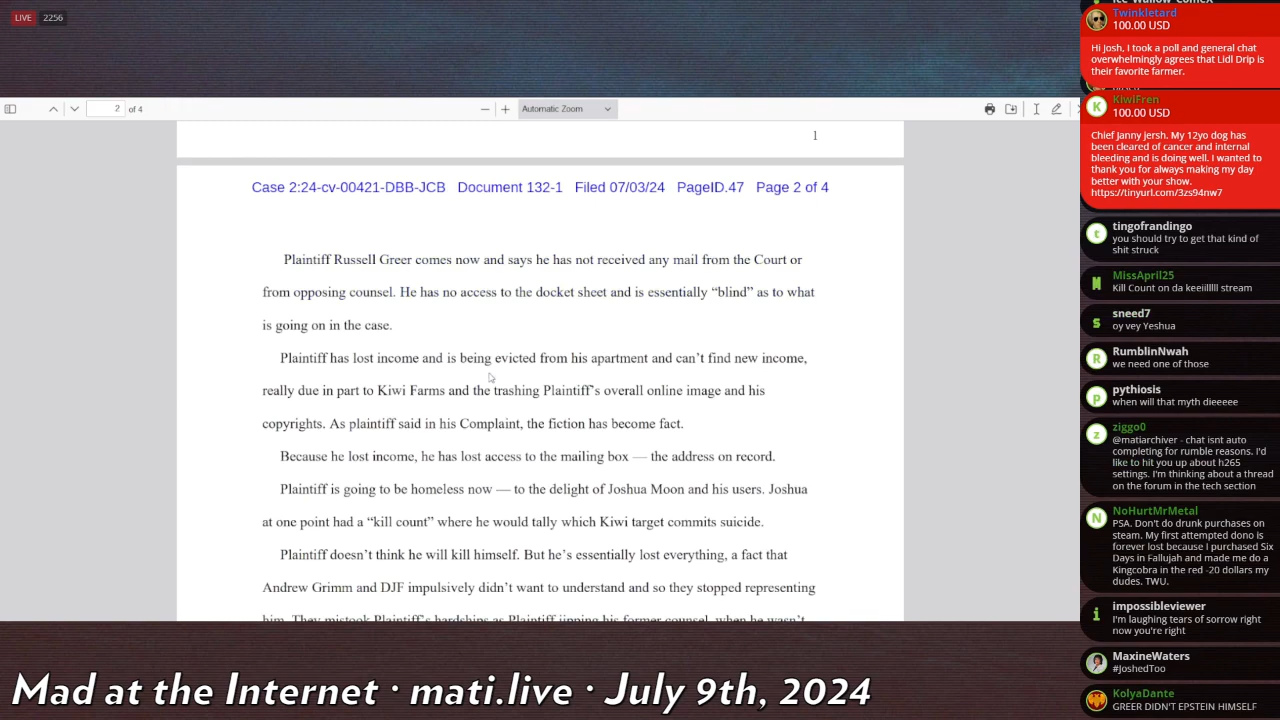 LIVE 2256
2 of 4
Automatic Zoom
1
Case 2:24-cv-00421-DBB-JCB Document 132-1 Filed 07/03/24 PageID.47 Page 2 of 4
Plaintiff Russell Greer comes now and says he has not received any mail from the Court or
from opposing counsel. He has no access to the docket sheet and is essentially “blind” as to what
is going on in the case.
Plaintiff has lost income and is being evicted from his apartment and can’t find new income,
really due in part to Kiwi Farms and the trashing Plaintiff’s overall online image and his
copyrights. As plaintiff said in his Complaint, the fiction has become fact.
Because he lost income, he has lost access to the mailing box — the address on record.
Plaintiff is going to be homeless now — to the delight of Joshua Moon and his users. Joshua
at one point had a “kill count” where he would tally which Kiwi target commits suicide.
Plaintiff doesn’t think he will kill himself. But he’s essentially lost everything, a fact that
Andrew Grimm and DJF impulsively didn’t want to understand and so they stopped representing
him. They mistook Plaintiff’s hardships as Plaintiff jipping his former counsel, when he wasn’t
Mad at the Internet · mati.live · July 9th, 2024
Twinkletard
100.00 USD
Hi Josh, I took a poll and general chat
overwhelmingly agrees that Lidl Drip is
their favorite farmer.
KiwiFren
K
100.00 USD
Chief Janny jersh. My 12yo dog has
been cleared of cancer and internal
bleeding and is doing well. I wanted to
thank you for always making my day
better with your show.
https://tinyurl.com/3zs94nw7
t
tingofrandingo
you should try to get that kind of
shit struck
MissApril25
Kill Count on da keeiilllll stream
s
sneed7
oy vey Yeshua
R
RumblinNwah
we need one of those
p
pythiosis
when will that myth dieeeee
z
ziggo0
@matiarchiver - chat isnt auto
completing for rumble reasons. I'd
like to hit you up about h265
settings. I'm thinking about a thread
on the forum in the tech section
N
NoHurtMrMetal
PSA. Don't do drunk purchases on
steam. My first attempted dono is
forever lost because I purchased Six
Days in Fallujah and made me do a
Kingcobra in the red -20 dollars my
dudes. TWU.
i
impossibleviewer
I'm laughing tears of sorrow right
now you're right
MaxineWaters
#JoshedToo
KolyaDante
GREER DIDN'T EPSTEIN HIMSELF